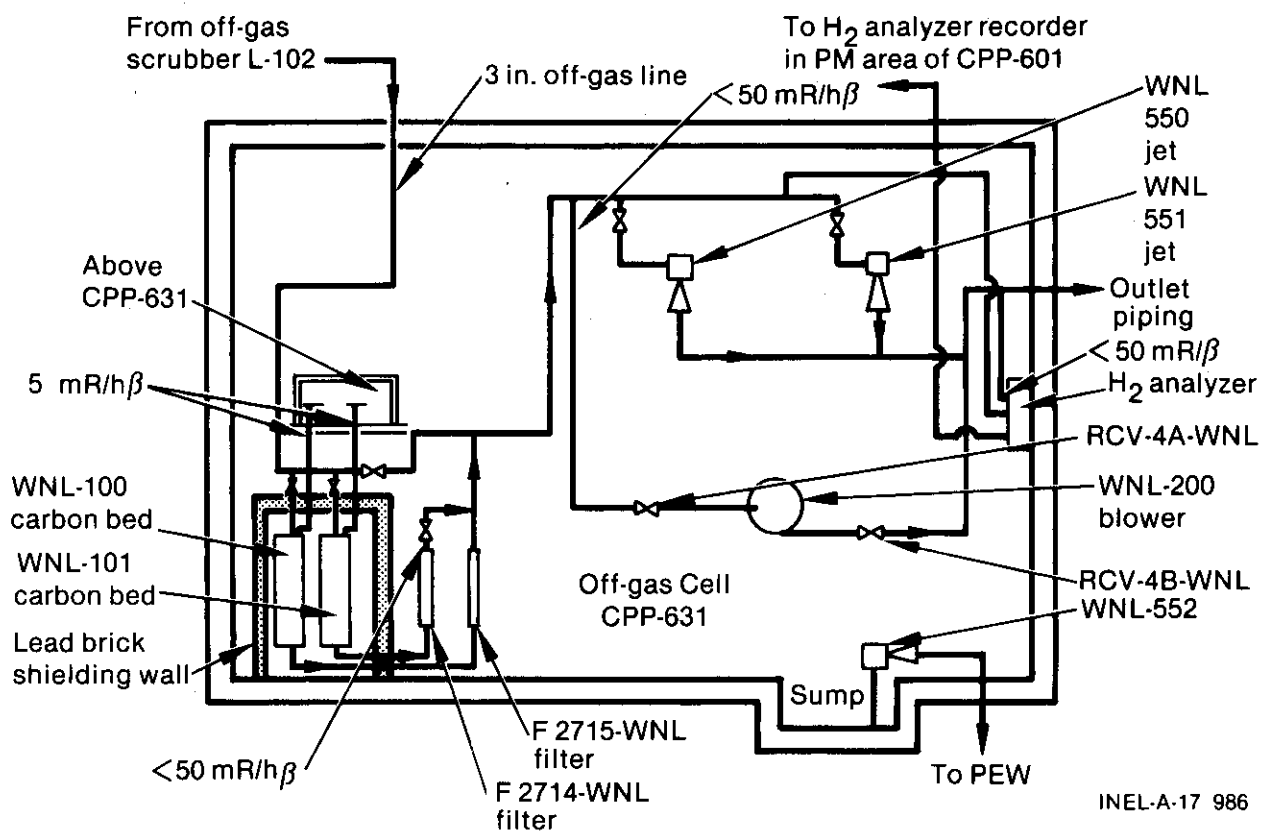 From off-gas
scrubber L-102
3 in. off-gas line
To H2 analyzer recorder
in PM area of CPP-601
<50 mR/hβ
WNL
550
jet
WNL
551
jet
Above
CPP-631
Outlet
piping
<50 mR/β
H2 analyzer
5 mR/hβ
RCV-4A-WNL
WNL-100
carbon bed
WNL-200
blower
WNL-101
carbon bed
Off-gas Cell
CPP-631
RCV-4B-WNL
WNL-552
Lead brick
shielding wall
Sump
F 2715-WNL
filter
<50 mR/hβ
F 2714-WNL
filter
To PEW
INEL-A-17 986